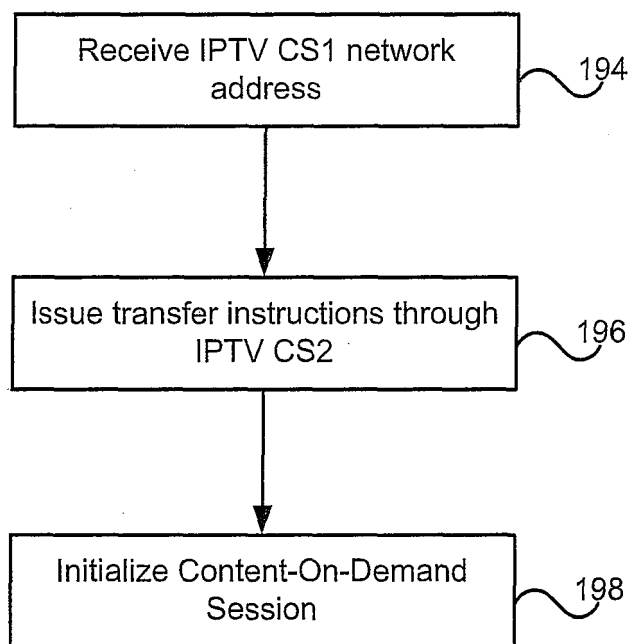 Receive IPTV CS1 network
address
194
Issue transfer instructions through
IPTV CS2
196
Initialize Content-On-Demand
Session
198